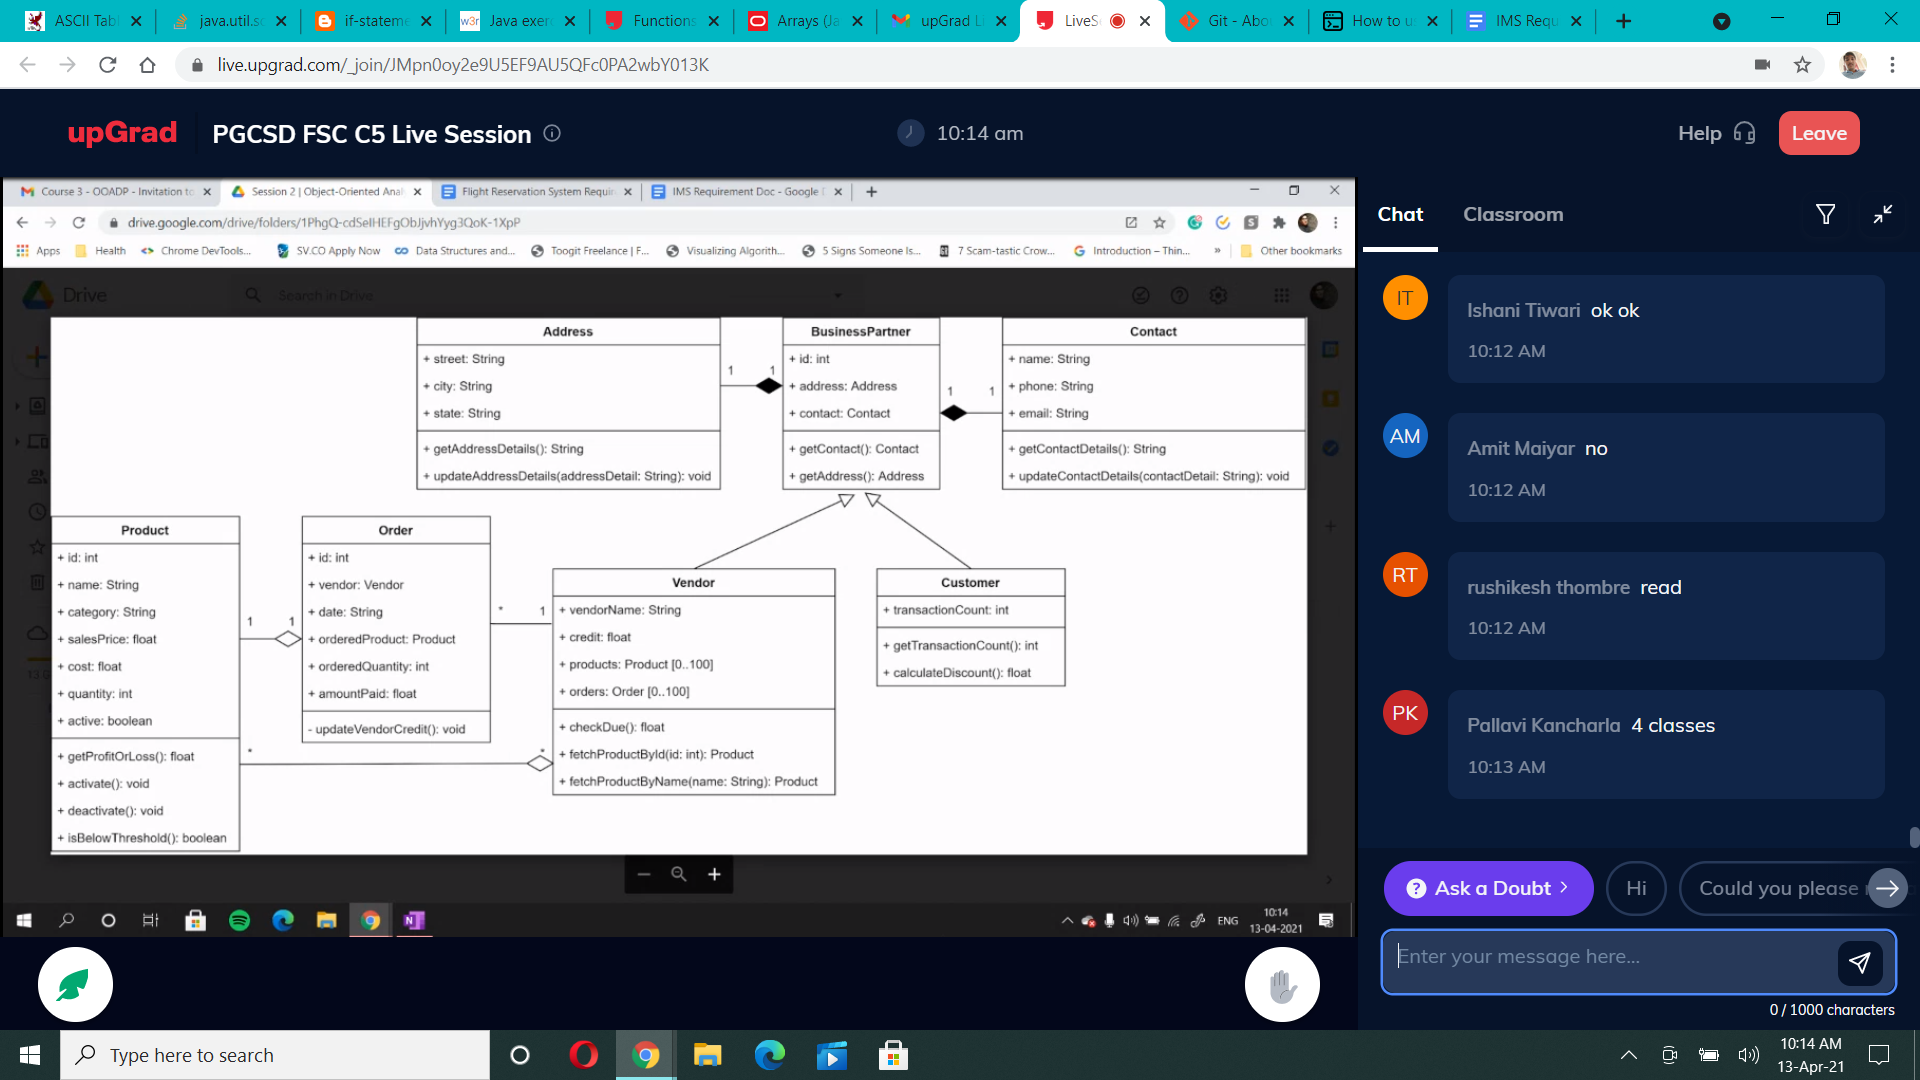 ASCII Tabl
java.util.sc
if-stateme
Java exerc
Functions
Arrays (Ja
upGrad Li
LiveSe
Git - Abou
How to us
IMS Requ
live.upgrad.com/_join/JMpn0oy2e9U5EF9AU5QFc0PA2wbY013K
upGrad
PGCSD FSC C5 Live Session
10:14 am
Help
Leave
Course 3 - OOADP - Invitation to
Session 2 | Object-Oriented Anal
Flight Reservation System Requir
IMS Requirement Doc - Google D
drive.google.com/drive/folders/1PhgQ-cdSeIHEFgObJjvhYyg3QoK-1XpP
Apps
Health
Chrome DevTools...
SV.CO Apply Now
Data Structures and...
Toogit Freelance | F...
Visualizing Algorith...
5 Signs Someone Is...
7 Scam-tastic Crow...
Introduction – Thin...
»
Other bookmarks
Drive
Search in Drive
Address
+ street: String
+ city: String
+ state: String
+ getAddressDetails(): String
+ updateAddressDetails(addressDetail: String): void
1
1
BusinessPartner
+ id: int
+ address: Address
+ contact: Contact
+ getContact(): Contact
+ getAddress(): Address
1
1
Contact
+ name: String
+ phone: String
+ email: String
+ getContactDetails(): String
+ updateContactDetails(contactDetail: String): void
Product
+ id: int
+ name: String
+ category: String
+ salesPrice: float
+ cost: float
+ quantity: int
+ active: boolean
+ getProfitOrLoss(): float
+ activate(): void
+ deactivate(): void
+ isBelowThreshold(): boolean
1
1
*
*
Order
+ id: int
+ vendor: Vendor
+ date: String
+ orderedProduct: Product
+ orderedQuantity: int
+ amountPaid: float
- updateVendorCredit(): void
*
1
Vendor
+ vendorName: String
+ credit: float
+ products: Product [0..100]
+ orders: Order [0..100]
+ checkDue(): float
+ fetchProductById(id: int): Product
+ fetchProductByName(name: String): Product
Customer
+ transactionCount: int
+ getTransactionCount(): int
+ calculateDiscount(): float
ENG
10:14
13-04-2021
Chat
Classroom
IT
Ishani Tiwari ok ok
10:12 AM
AM
Amit Maiyar no
10:12 AM
RT
rushikesh thombre read
10:12 AM
PK
Pallavi Kancharla 4 classes
10:13 AM
Ask a Doubt
Hi
Could you please
Enter your message here...
0 / 1000 characters
Type here to search
10:14 AM
13-Apr-21